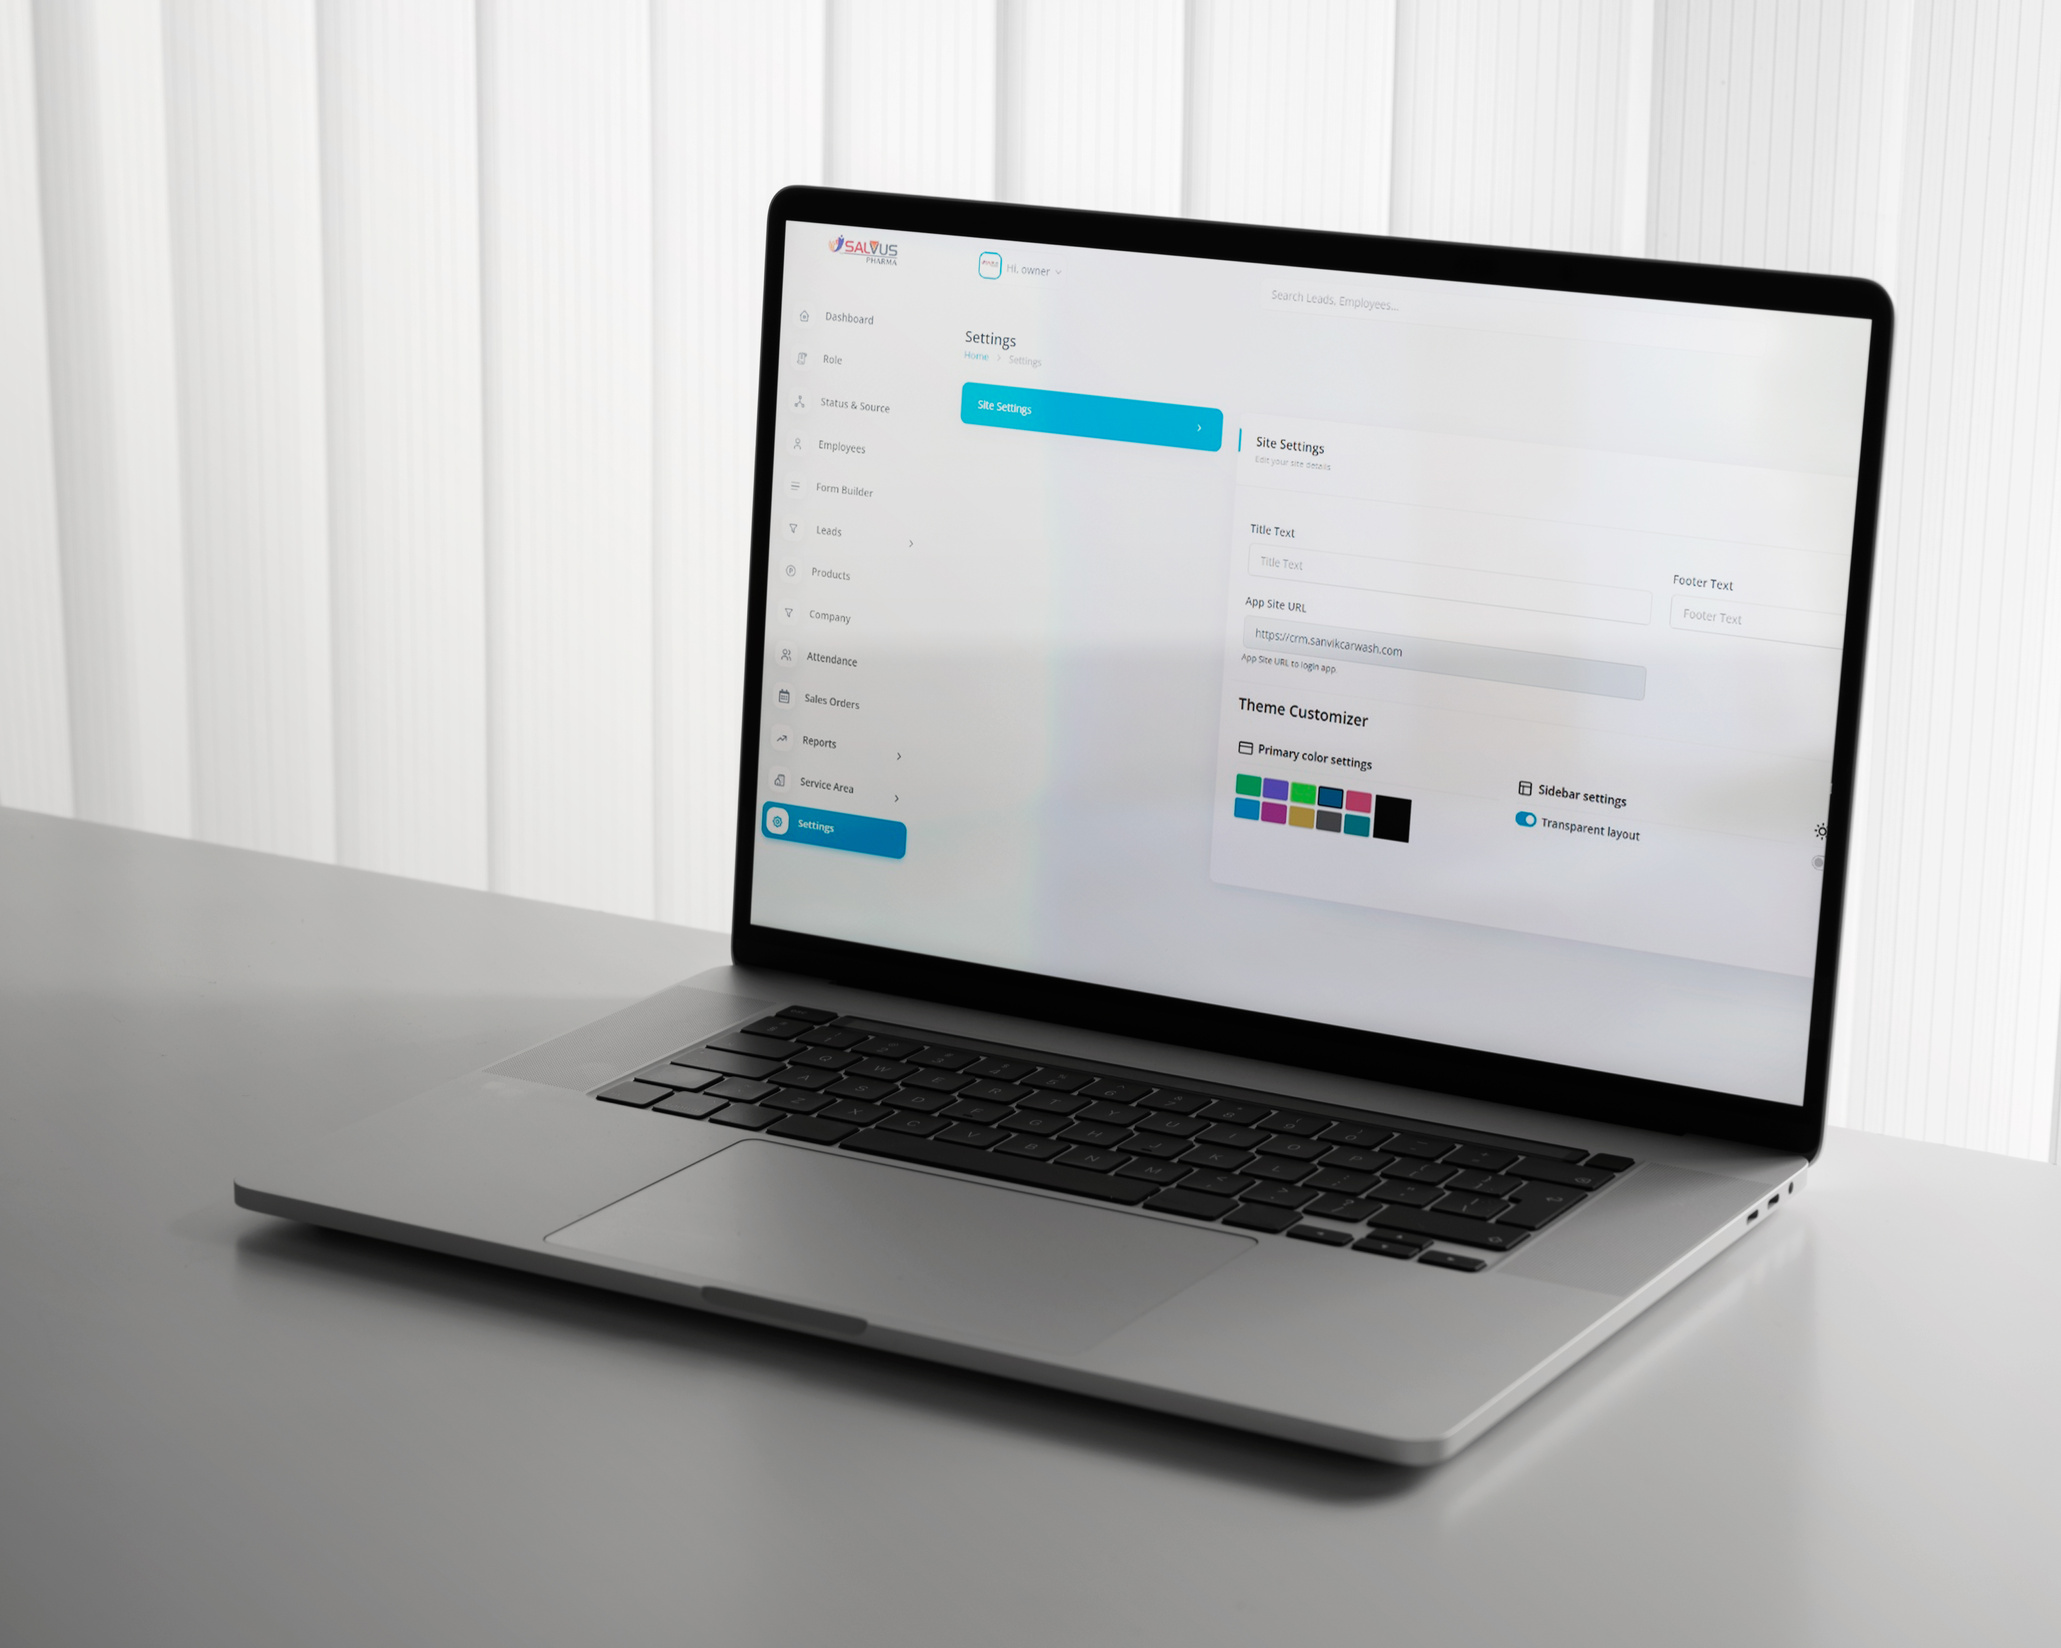 SALVUS
PHARMA
Hi, owner
Search Leads, Employees...
Dashboard
Role
Status & Source
Employees
Form Builder
Leads
Products
Company
Attendance
Sales Orders
Reports
Service Area
Settings
Settings
Home > Settings
Site Settings
Site Settings
Edit your site details
Title Text
Title Text
Footer Text
Footer Text
App Site URL
https://crm.sanvikcarwash.com
App Site URL to login app.
Theme Customizer
Primary color settings
Sidebar settings
Transparent layout